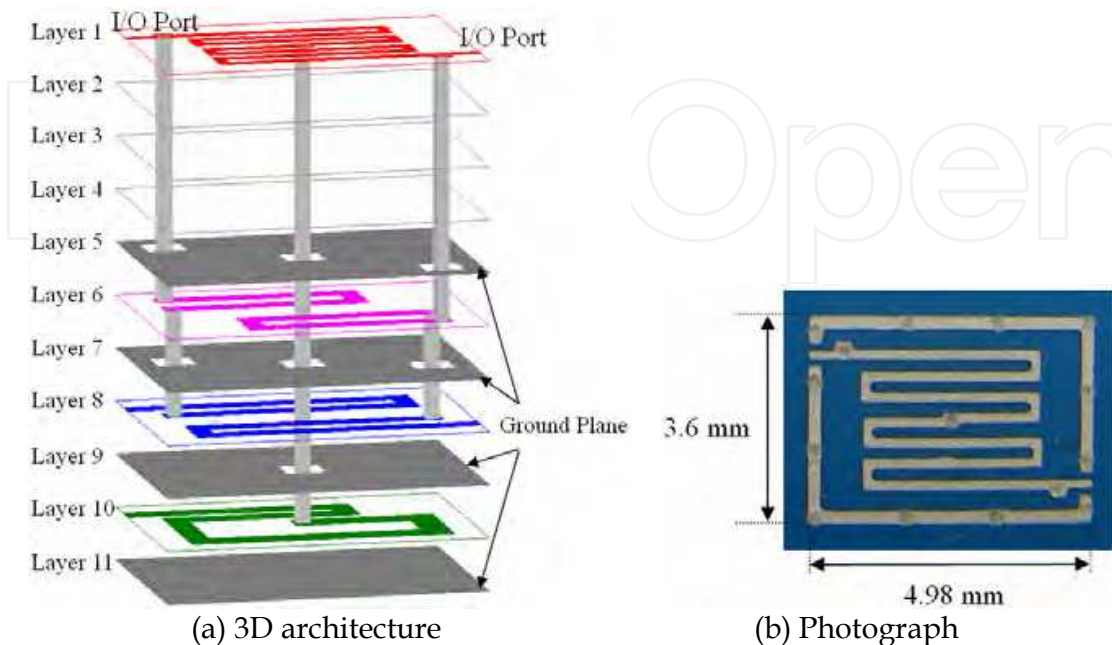 I/O Port
Layer 1
I/O Port
Layer 2
Layer 3
Layer 4
Layer 5
Layer 6
Layer 7
Layer 8
Ground Plane
Layer 9
Layer 10
Layer 11
3.6 mm
4.98 mm
(a) 3D architecture
(b) Photograph
Open